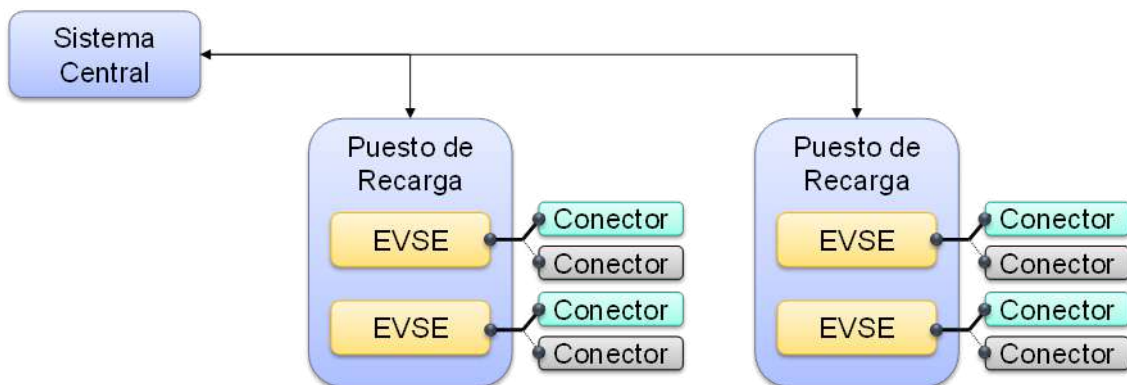 Sistema
Central
Puesto de
Recarga
EVSE
Conector
Conector
EVSE
Conector
Conector
Puesto de
Recarga
EVSE
Conector
Conector
EVSE
Conector
Conector